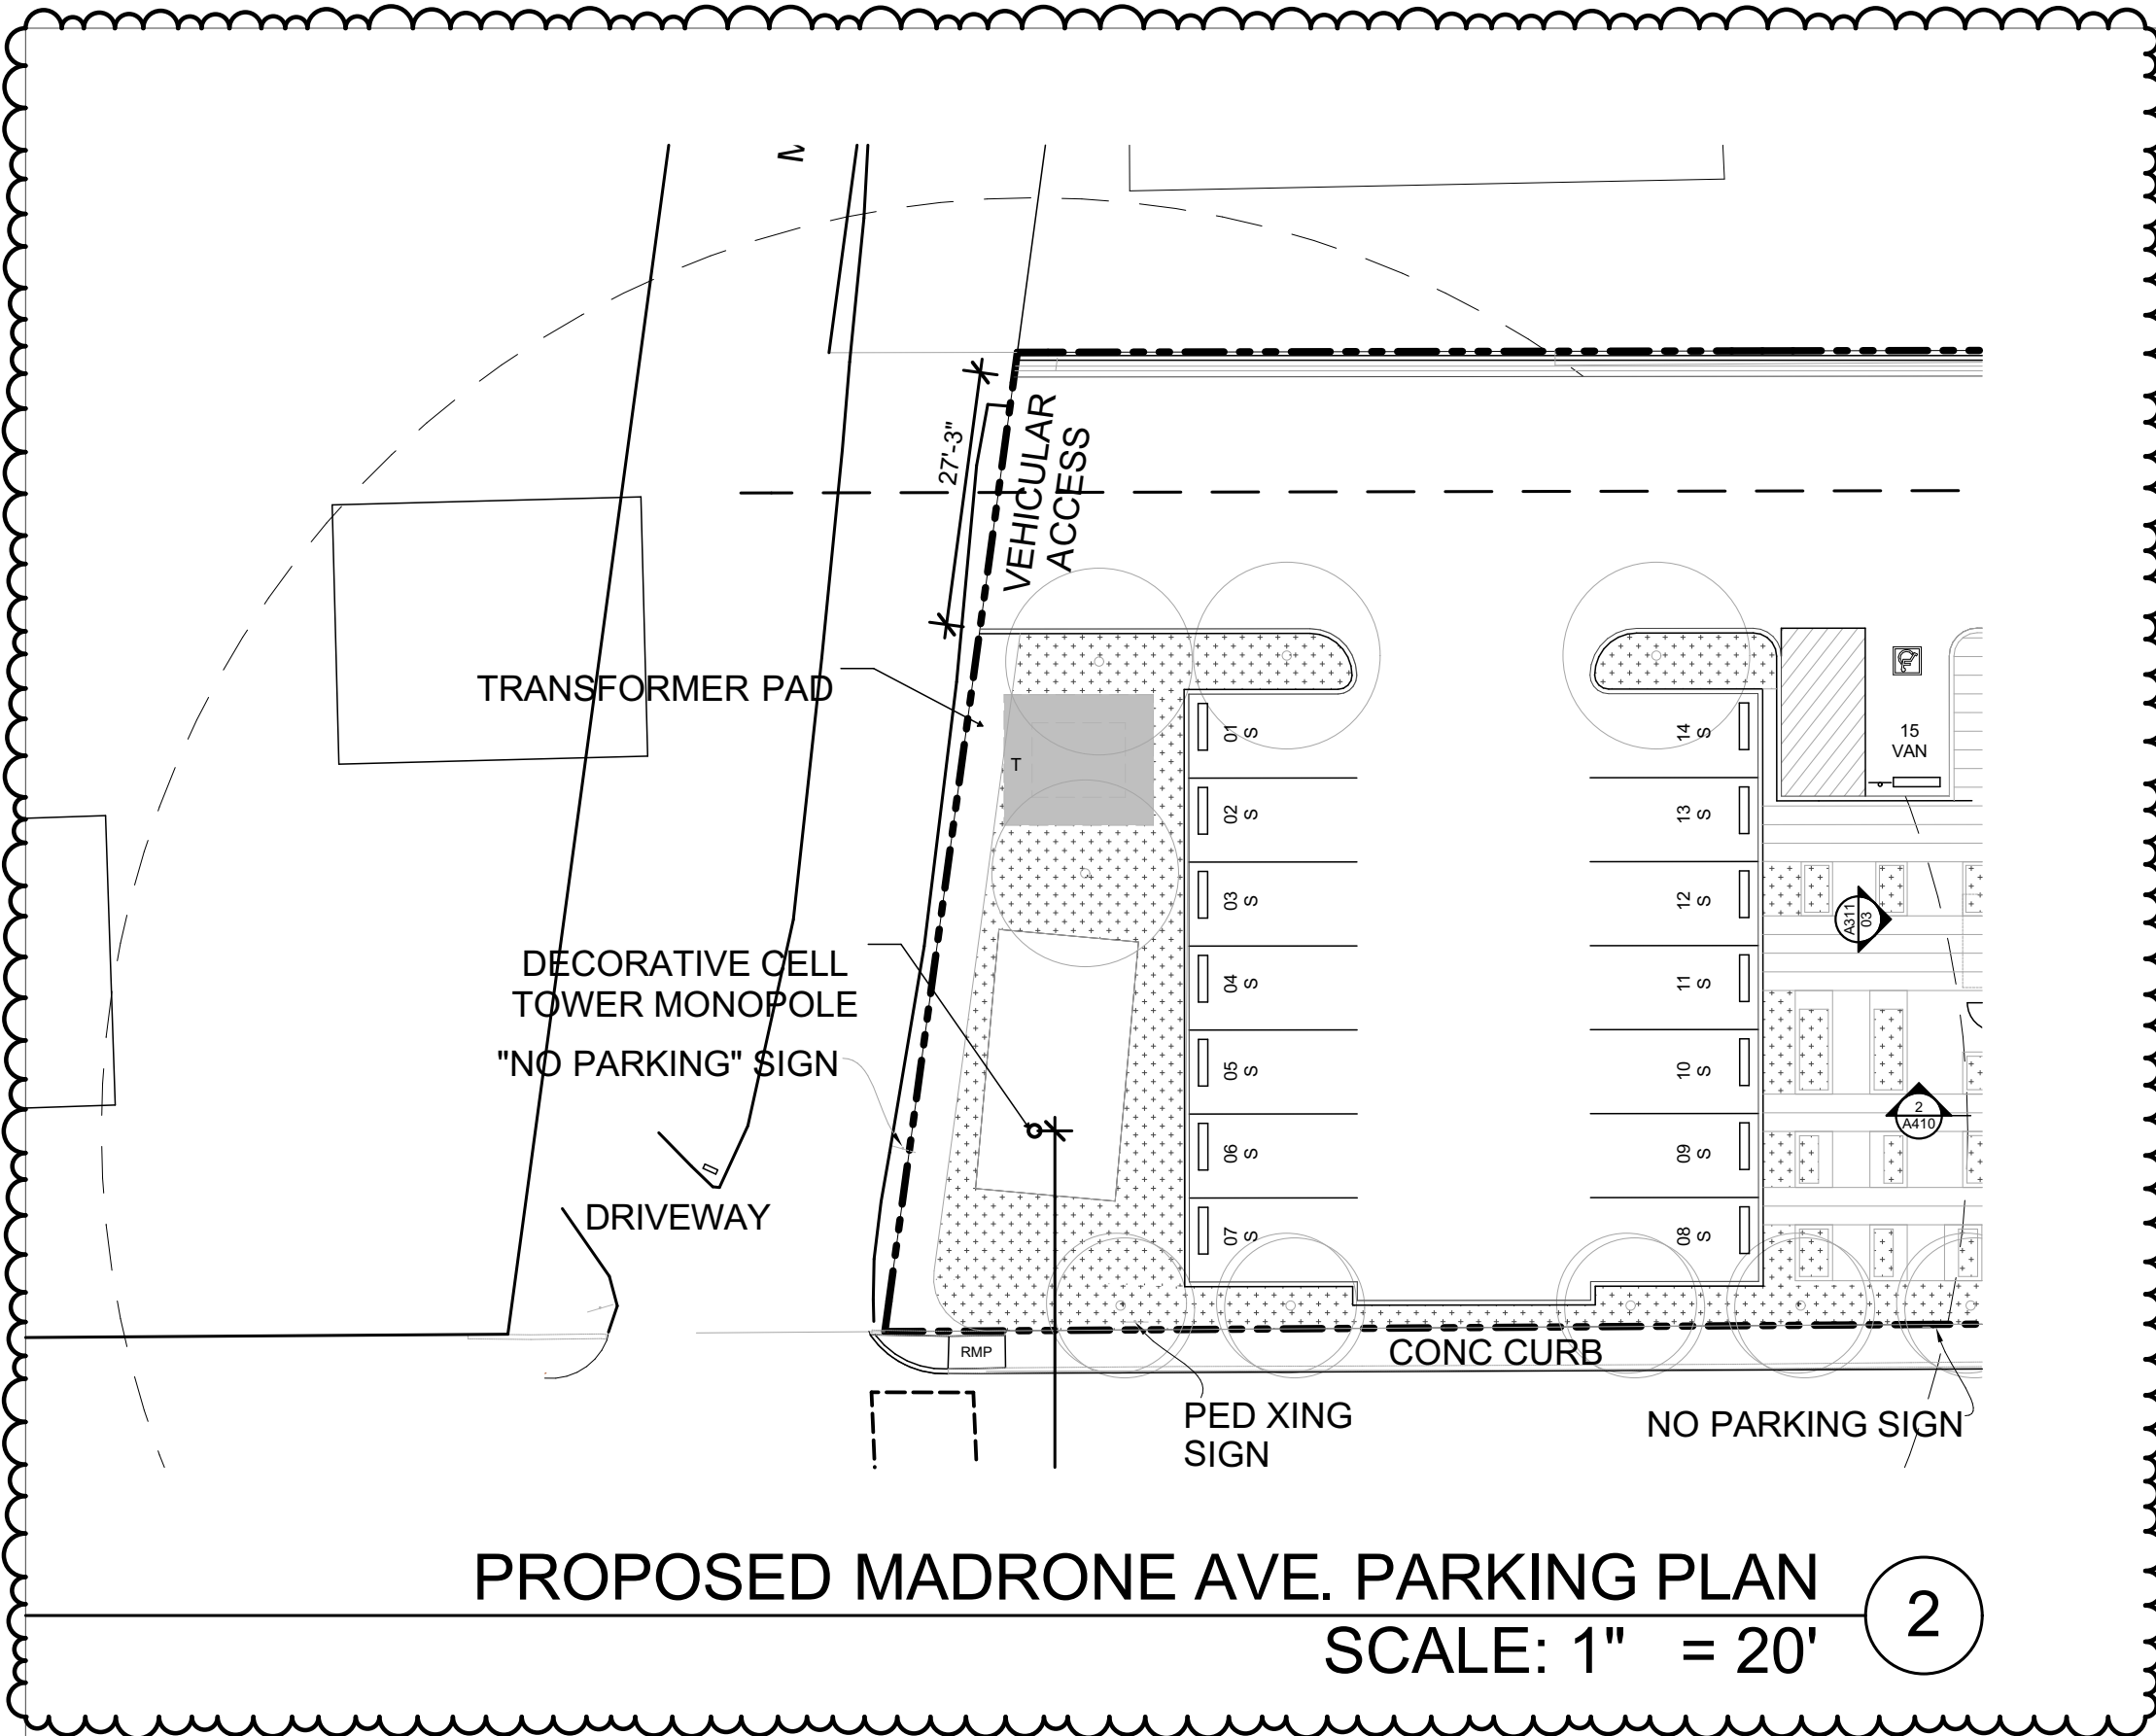 27'-3"
VEHICULAR
ACCESS
TRANSFORMER PAD
T
01 S
02 S
03 S
04 S
05 S
06 S
07 S
14 S
13 S
12 S
11 S
10 S
09 S
08 S
15
VAN
A311
03
2
A410
DECORATIVE CELL
TOWER MONOPOLE
"NO PARKING" SIGN
DRIVEWAY
RMP
CONC CURB
PED XING
SIGN
NO PARKING SIGN
PROPOSED MADRONE AVE. PARKING PLAN
2
SCALE: 1" = 20'